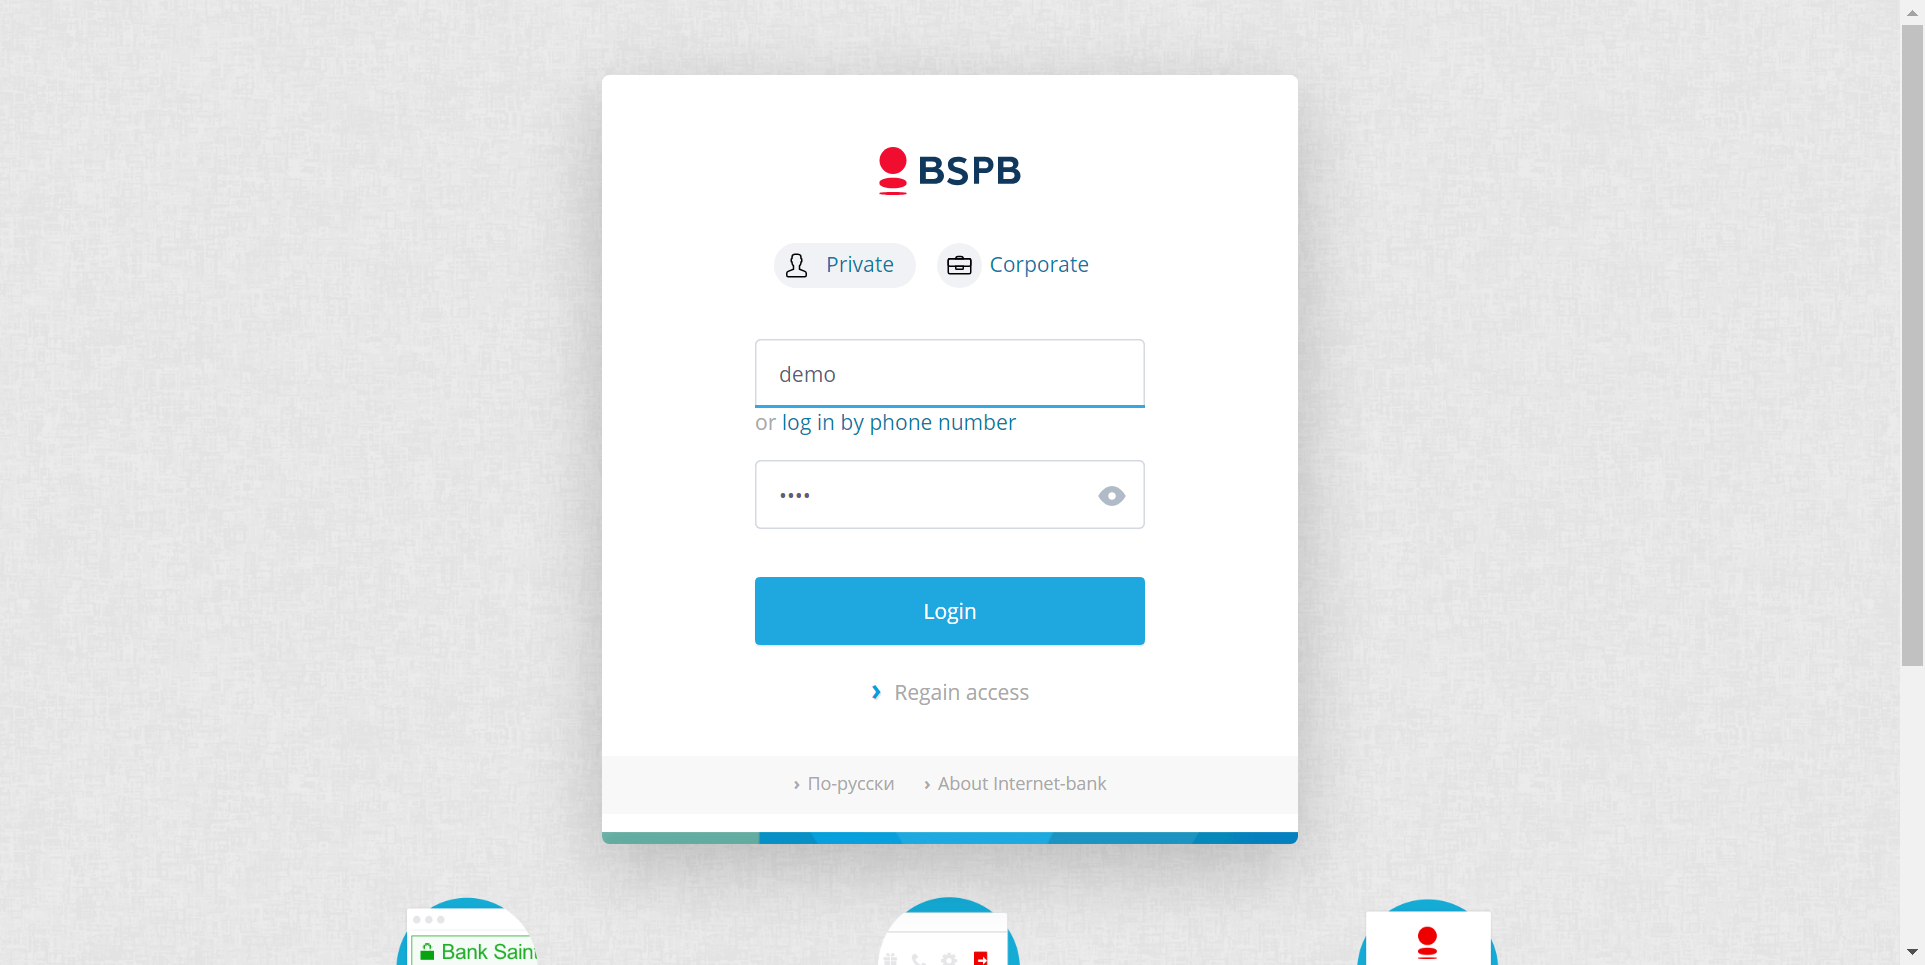 BSPB
Private
Corporate
demo
or log in by phone number
••••
Login
Regain access
По-русски
About Internet-bank
Bank Sain